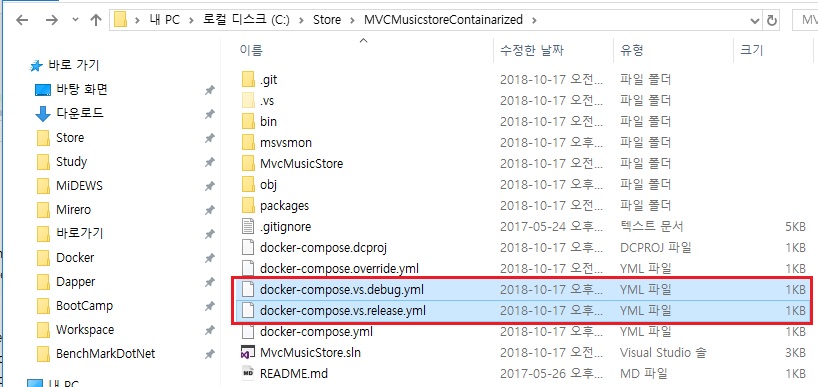 내 PC > 로컬 디스크 (C:) > Store > MVCMusicstoreContainarized > MV
이름 수정한 날짜 유형 크기
바로 가기
바탕 화면
다운로드
Store
Study
MiDEWS
Mirero
바로가기
Docker
Dapper
BootCamp
Workspace
BenchMarkDotNet
내 PC
.git 2018-10-17 오전... 파일 폴더
.vs 2018-10-17 오전... 파일 폴더
bin 2018-10-17 오전... 파일 폴더
msvsmon 2018-10-17 오후... 파일 폴더
MvcMusicStore 2018-10-17 오전... 파일 폴더
obj 2018-10-17 오후... 파일 폴더
packages 2018-10-17 오후... 파일 폴더
.gitignore 2017-05-24 오후... 텍스트 문서 5KB
docker-compose.dcproj 2018-10-17 오후... DCPROJ 파일 1KB
docker-compose.override.yml 2018-10-17 오후... YML 파일 1KB
docker-compose.vs.debug.yml 2018-10-17 오후... YML 파일 1KB
docker-compose.vs.release.yml 2018-10-17 오후... YML 파일 1KB
docker-compose.yml 2018-10-17 오후... YML 파일 1KB
MvcMusicStore.sln 2018-10-17 오후... Visual Studio 솔 3KB
README.md 2017-05-26 오후... MD 파일 1KB